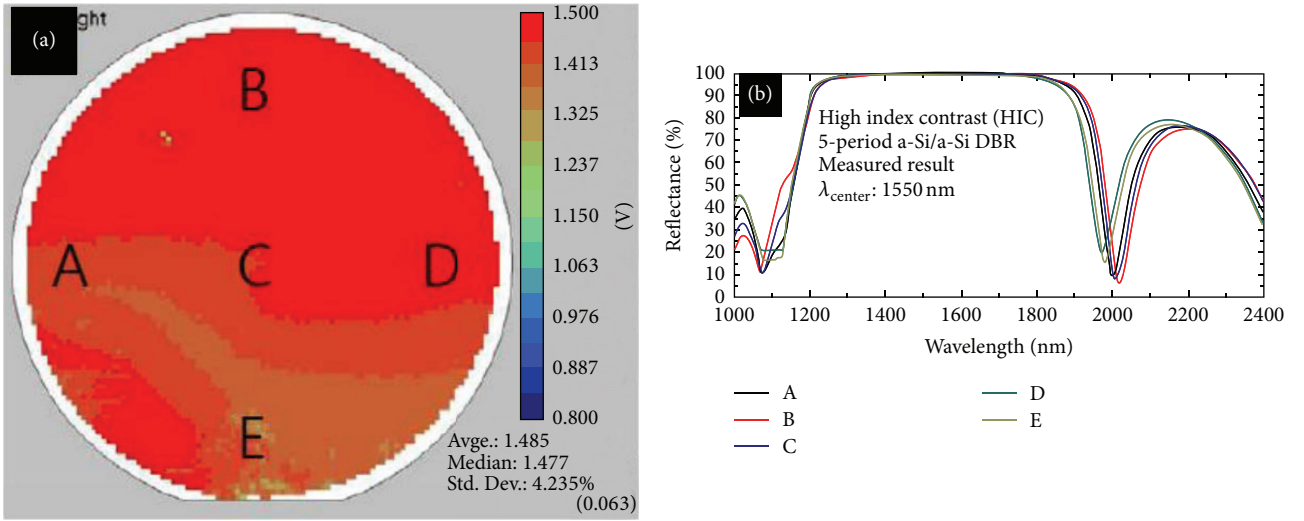 (a)
ght
B
A
C
D
E
1.500
1.413
1.325
1.237
1.150
1.063
0.976
0.887
0.800
(V)
Avge.: 1.485
Median: 1.477
Std. Dev.: 4.235%
(0.063)
(b)
High index contrast (HIC)
5-period a-Si/a-Si DBR
Measured result
λcenter: 1550 nm
Reflectance (%)
100
90
80
70
60
50
40
30
20
10
0
1000 1200 1400 1600 1800 2000 2200 2400
Wavelength (nm)
A
B
C
D
E